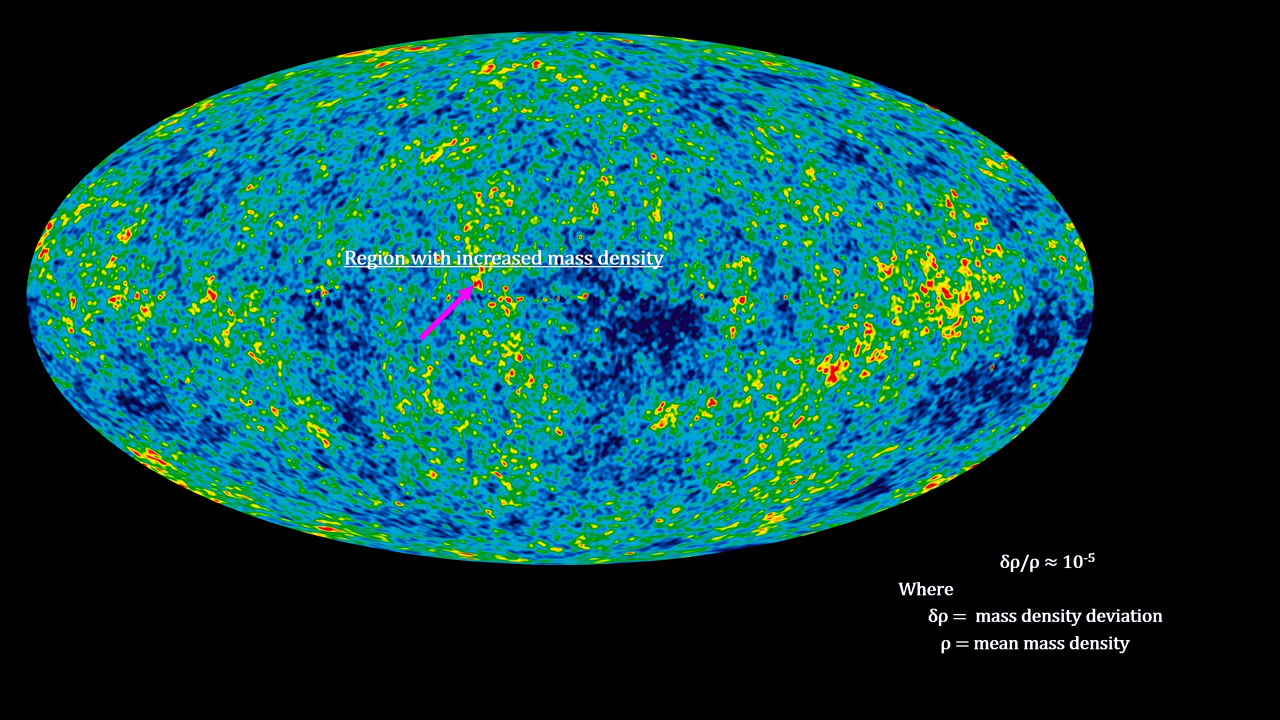 Region with increased mass density
δρ/ρ ≈ 10⁻⁵
Where
δρ = mass density deviation
ρ = mean mass density